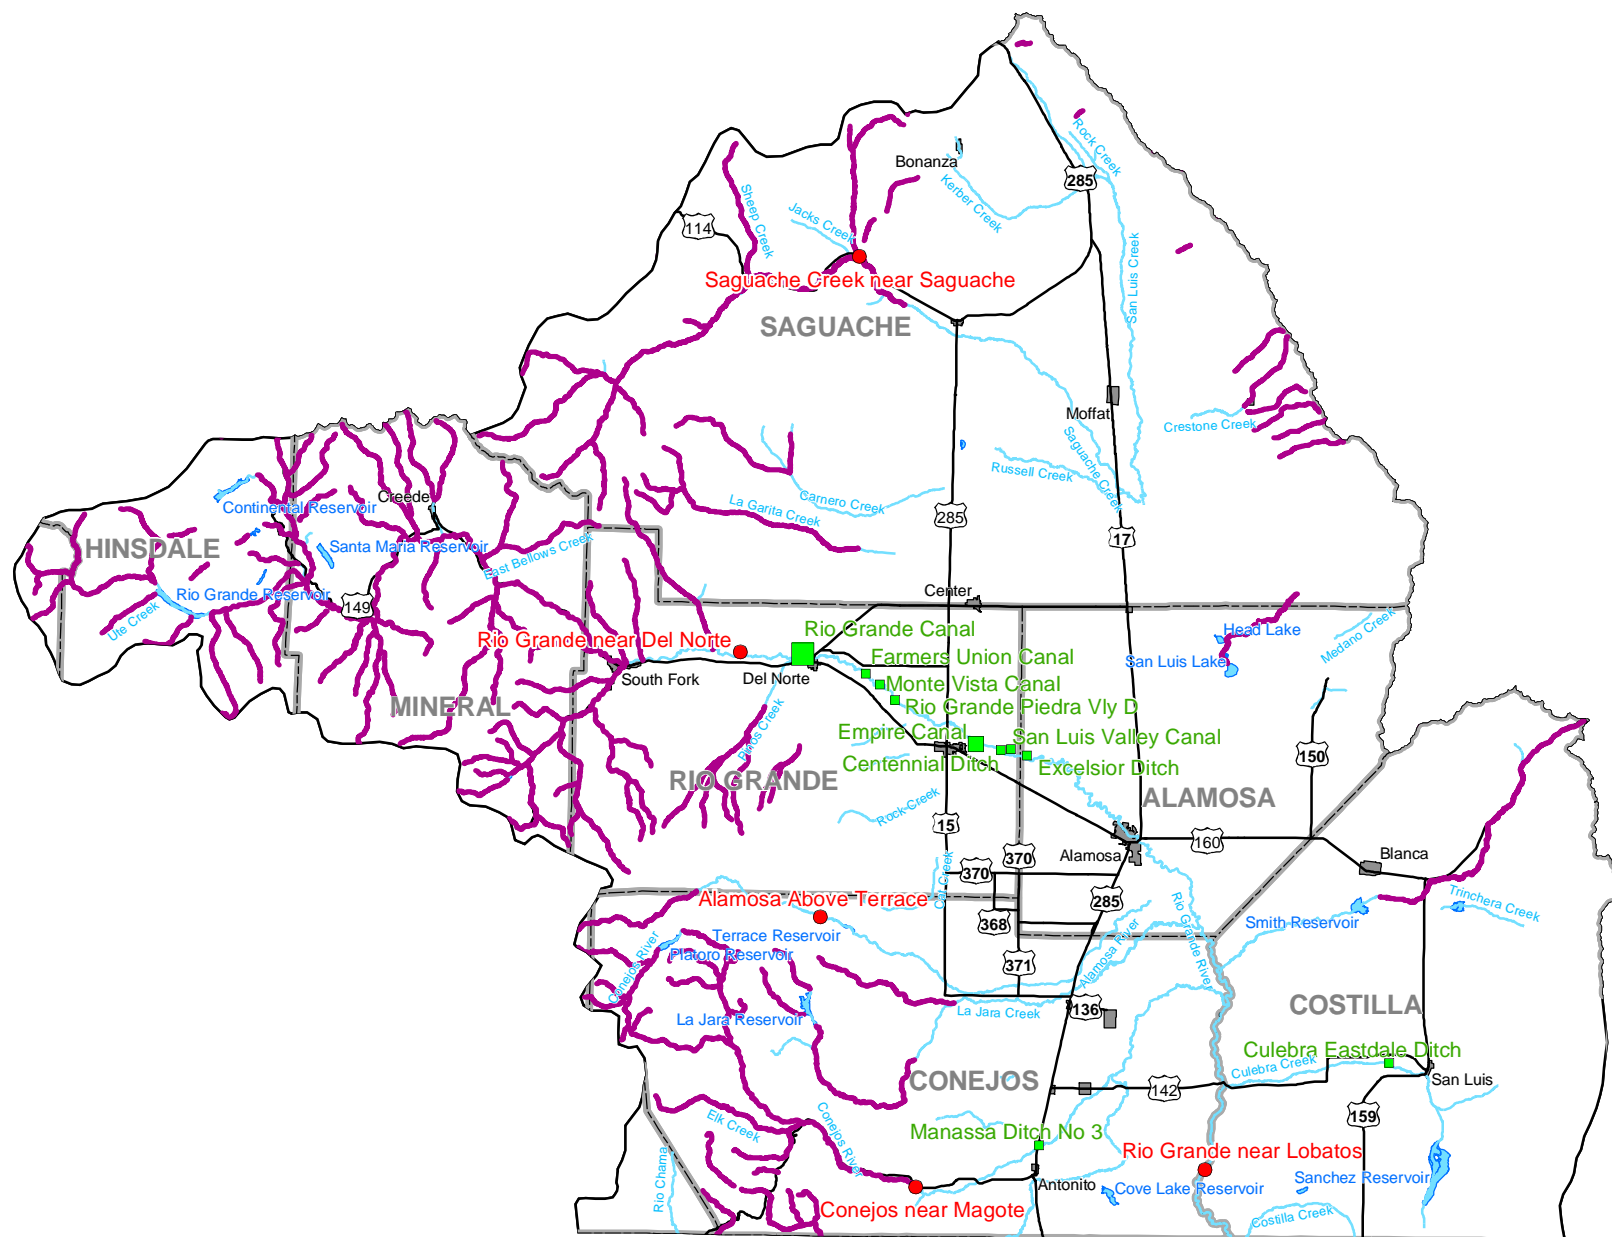 Rock Creek
Bonanza
285
Kerber Creek
Sheep Creek
Jacks Creek
114
San Luis Creek
Saguache Creek near Saguache
SAGUACHE
Moffat
Crestone Creek
Saguache Creek
Russell Creek
Creede
Continental Reservoir
Carnero Creek
La Garita Creek
285
17
HINSDALE
Santa Maria Reservoir
East Bellows Creek
Rio Grande Reservoir
149
Ute Creek
Center
Rio Grande Canal
Head Lake
Medano Creek
Rio Grande near Del Norte
Farmers Union Canal
San Luis Lake
South Fork
Del Norte
Monte Vista Canal
MINERAL
Rio Grande Piedra Vly D
Pinos Creek
Empire Canal
San Luis Valley Canal
150
Centennial Ditch
Excelsior Ditch
RIO GRANDE
ALAMOSA
Rock Creek
15
370
Alamosa
160
Blanca
Cat Creek
370
285
Alamosa Above Terrace
Trinchera Creek
368
Smith Reservoir
Rio Grande River
Terrace Reservoir
Platoro Reservoir
Conejos River
371
Alamosa River
La Jara Reservoir
La Jara Creek
136
COSTILLA
Culebra Eastdale Ditch
Culebra Creek
CONEJOS
142
San Luis
159
Elk Creek
Conejos River
Manassa Ditch No 3
Rio Grande near Lobatos
Rio Chama
Antonito
Cove Lake Reservoir
Sanchez Reservoir
Conejos near Magote
Costilla Creek